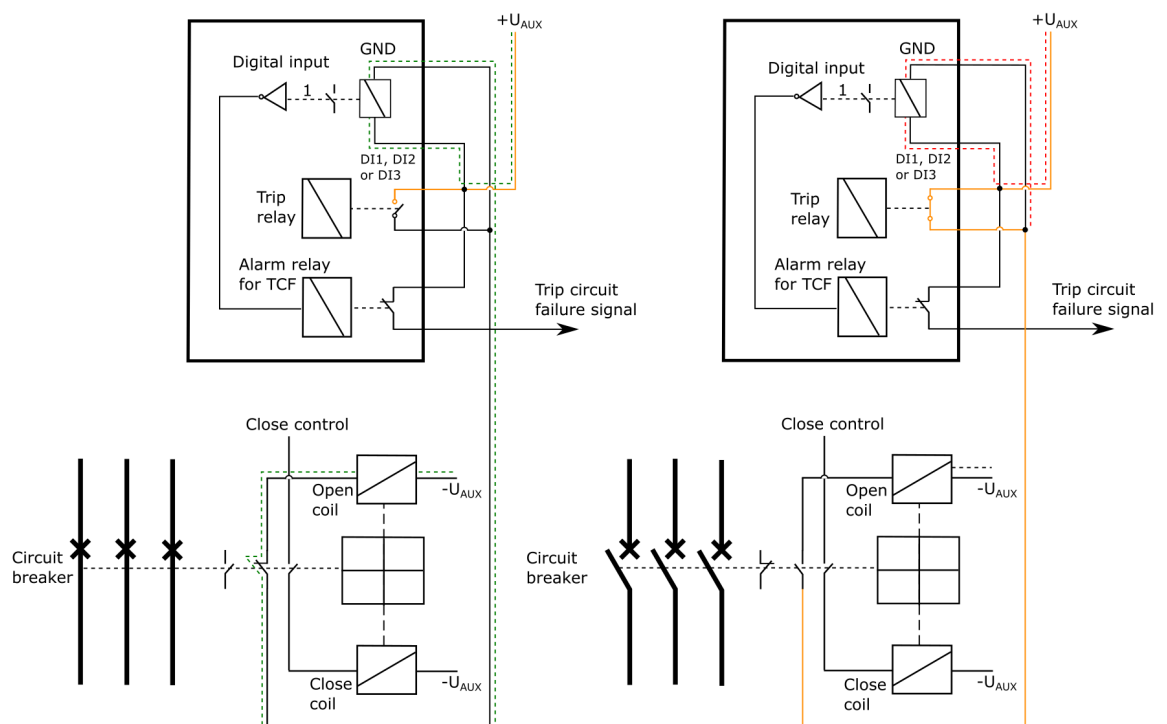 +UAUX
GND
Digital input
1
DI1, DI2
or DI3
Trip
relay
Alarm relay
for TCF
Trip circuit
failure signal
Close control
Open
coil
-UAUX
Circuit
breaker
Close
coil
-UAUX
+UAUX
GND
Digital input
1
DI1, DI2
or DI3
Trip
relay
Alarm relay
for TCF
Trip circuit
failure signal
Close control
Open
coil
-UAUX
Circuit
breaker
Close
coil
-UAUX